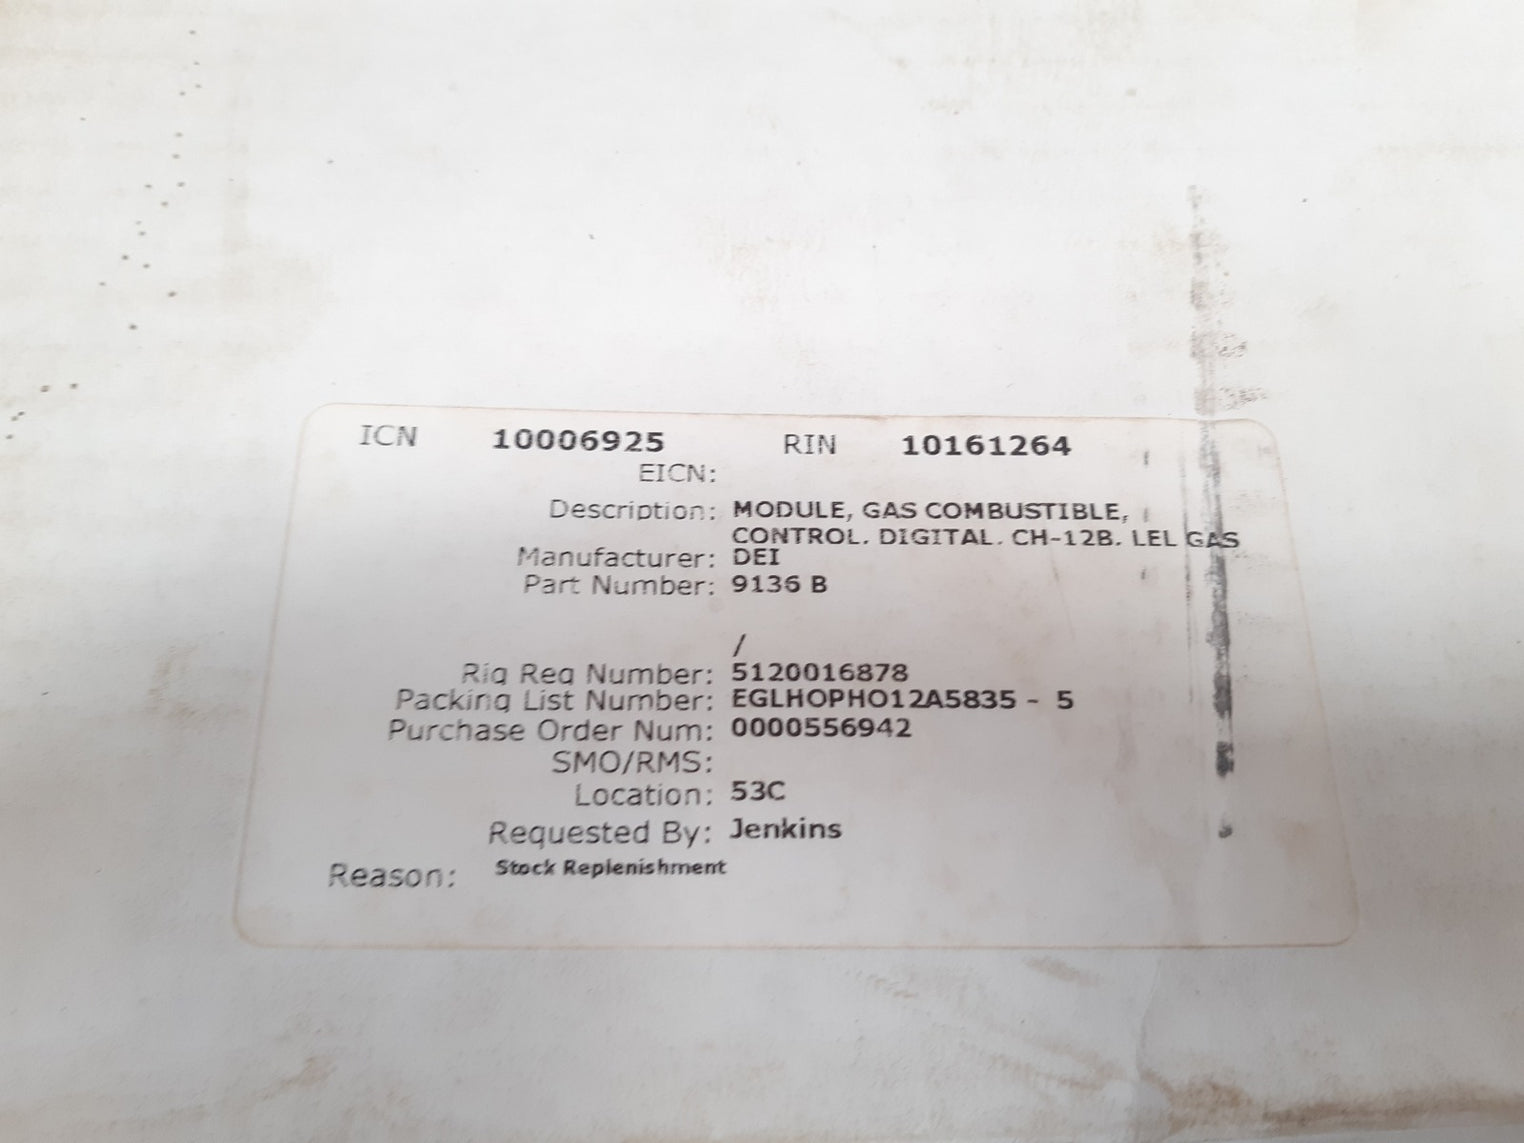 ICN 10006925 RIN 10161264
EICN:
Description: MODULE, GAS COMBUSTIBLE,
CONTROL. DIGITAL. CH-12B. LEL GAS
Manufacturer: DEI
Part Number: 9136 B
/
Rig Req Number: 5120016878
Packing List Number: EGLHOPHO12A5835 - 5
Purchase Order Num: 0000556942
SMO/RMS:
Location: 53C
Requested By: Jenkins
Reason: Stock Replenishment